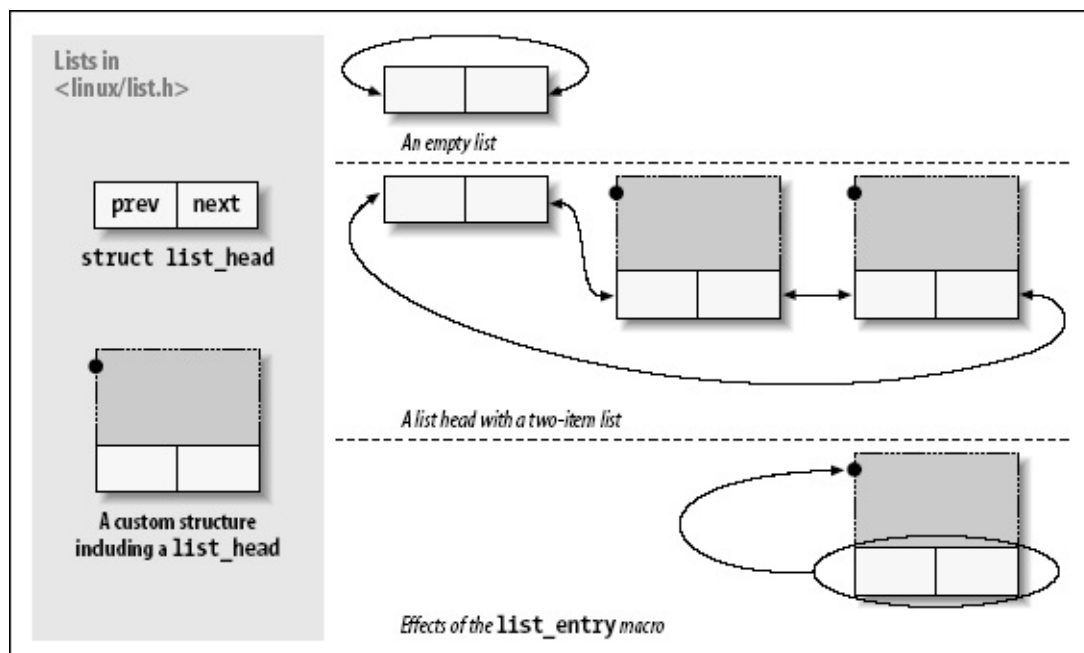 Lists in
<linux/list.h>
prev next
struct list_head
A custom structure
including a list_head
An empty list
A list head with a two-item list
Effects of the list_entry macro